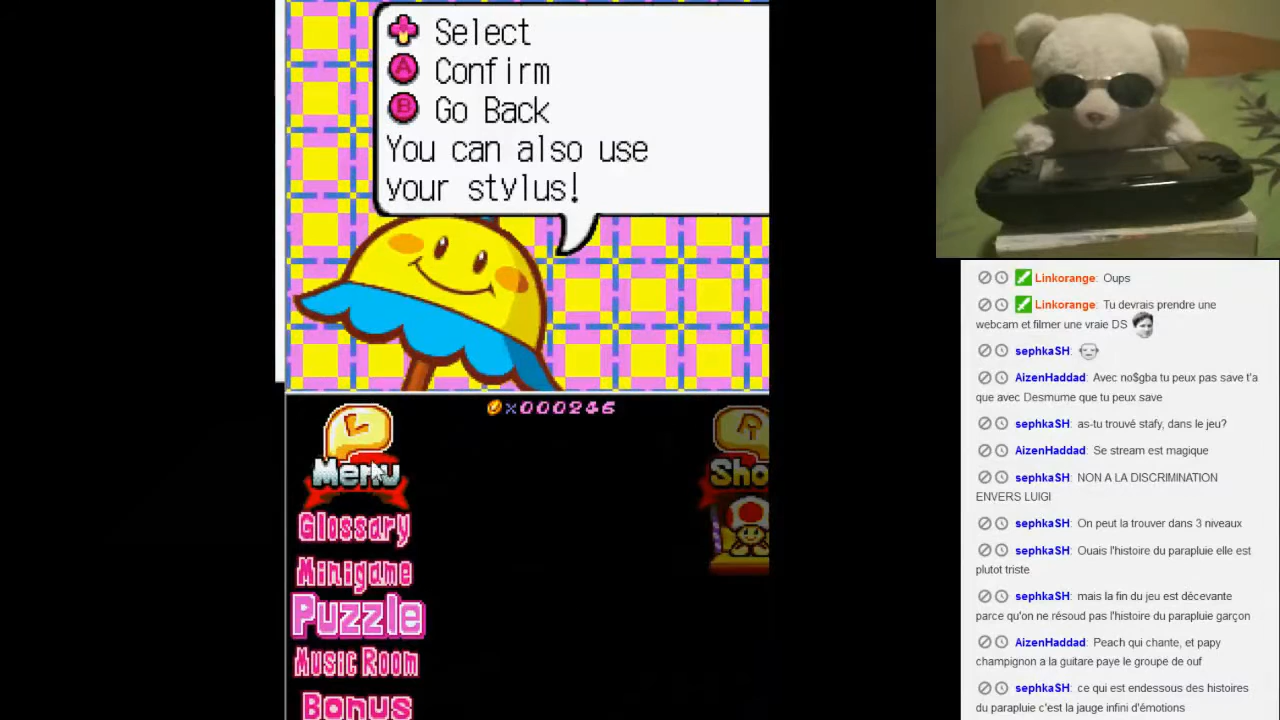 Select
A Confirm
B Go Back
You can also use
your stylus!
x000246
L
R
Menu
Sho
Glossary
Minigame
Puzzle
Music Room
Bonus
Linkorange: Oups
Linkorange: Tu devrais prendre une
webcam et filmer une vraie DS
sephkaSH:
AizenHaddad: Avec no$gba tu peux pas save t'a
que avec Desmume que tu peux save
sephkaSH: as-tu trouvé stafy, dans le jeu?
AizenHaddad: Se stream est magique
sephkaSH: NON A LA DISCRIMINATION
ENVERS LUIGI
sephkaSH: On peut la trouver dans 3 niveaux
sephkaSH: Ouais l'histoire du parapluie elle est
plutot triste
sephkaSH: mais la fin du jeu est décevante
parce qu'on ne résoud pas l'histoire du parapluie garçon
AizenHaddad: Peach qui chante, et papy
champignon a la guitare paye le groupe de ouf
sephkaSH: ce qui est endessous des histoires
du parapluie c'est la jauge infini d'émotions